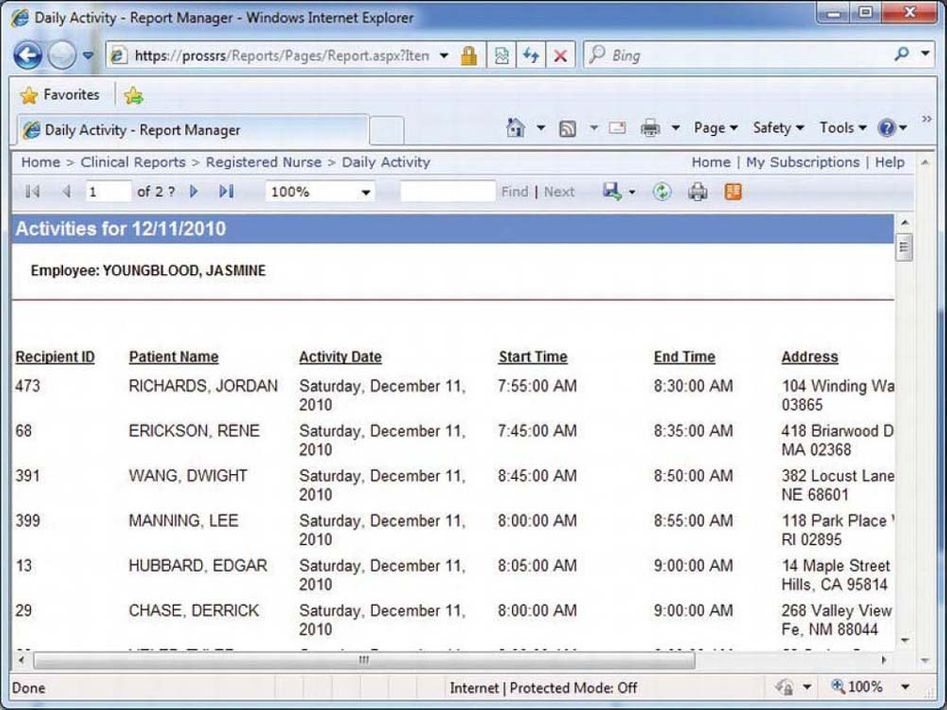 Daily Activity - Report Manager - Windows Internet Explorer
https://prossrs/Reports/Pages/Report.aspx?Iten
Bing
Favorites
Daily Activity - Report Manager
Page Safety Tools
Home > Clinical Reports > Registered Nurse > Daily Activity Home | My Subscriptions | Help
1 of 2 ? 100% Find | Next
Activities for 12/11/2010
Employee: YOUNGBLOOD, JASMINE
Recipient ID Patient Name Activity Date Start Time End Time Address
473 RICHARDS, JORDAN Saturday, December 11, 7:55:00 AM 8:30:00 AM 104 Winding Wa
2010 03865
68 ERICKSON, RENE Saturday, December 11, 7:45:00 AM 8:35:00 AM 418 Briarwood D
2010 MA 02368
391 WANG, DWIGHT Saturday, December 11, 8:45:00 AM 8:50:00 AM 382 Locust Lane
2010 NE 68601
399 MANNING, LEE Saturday, December 11, 8:00:00 AM 8:55:00 AM 118 Park Place
2010 RI 02895
13 HUBBARD, EDGAR Saturday, December 11, 8:05:00 AM 9:00:00 AM 14 Maple Street
2010 Hills, CA 95814
29 CHASE, DERRICK Saturday, December 11, 8:00:00 AM 9:00:00 AM 268 Valley View
2010 Fe, NM 88044
Done Internet | Protected Mode: Off 100%